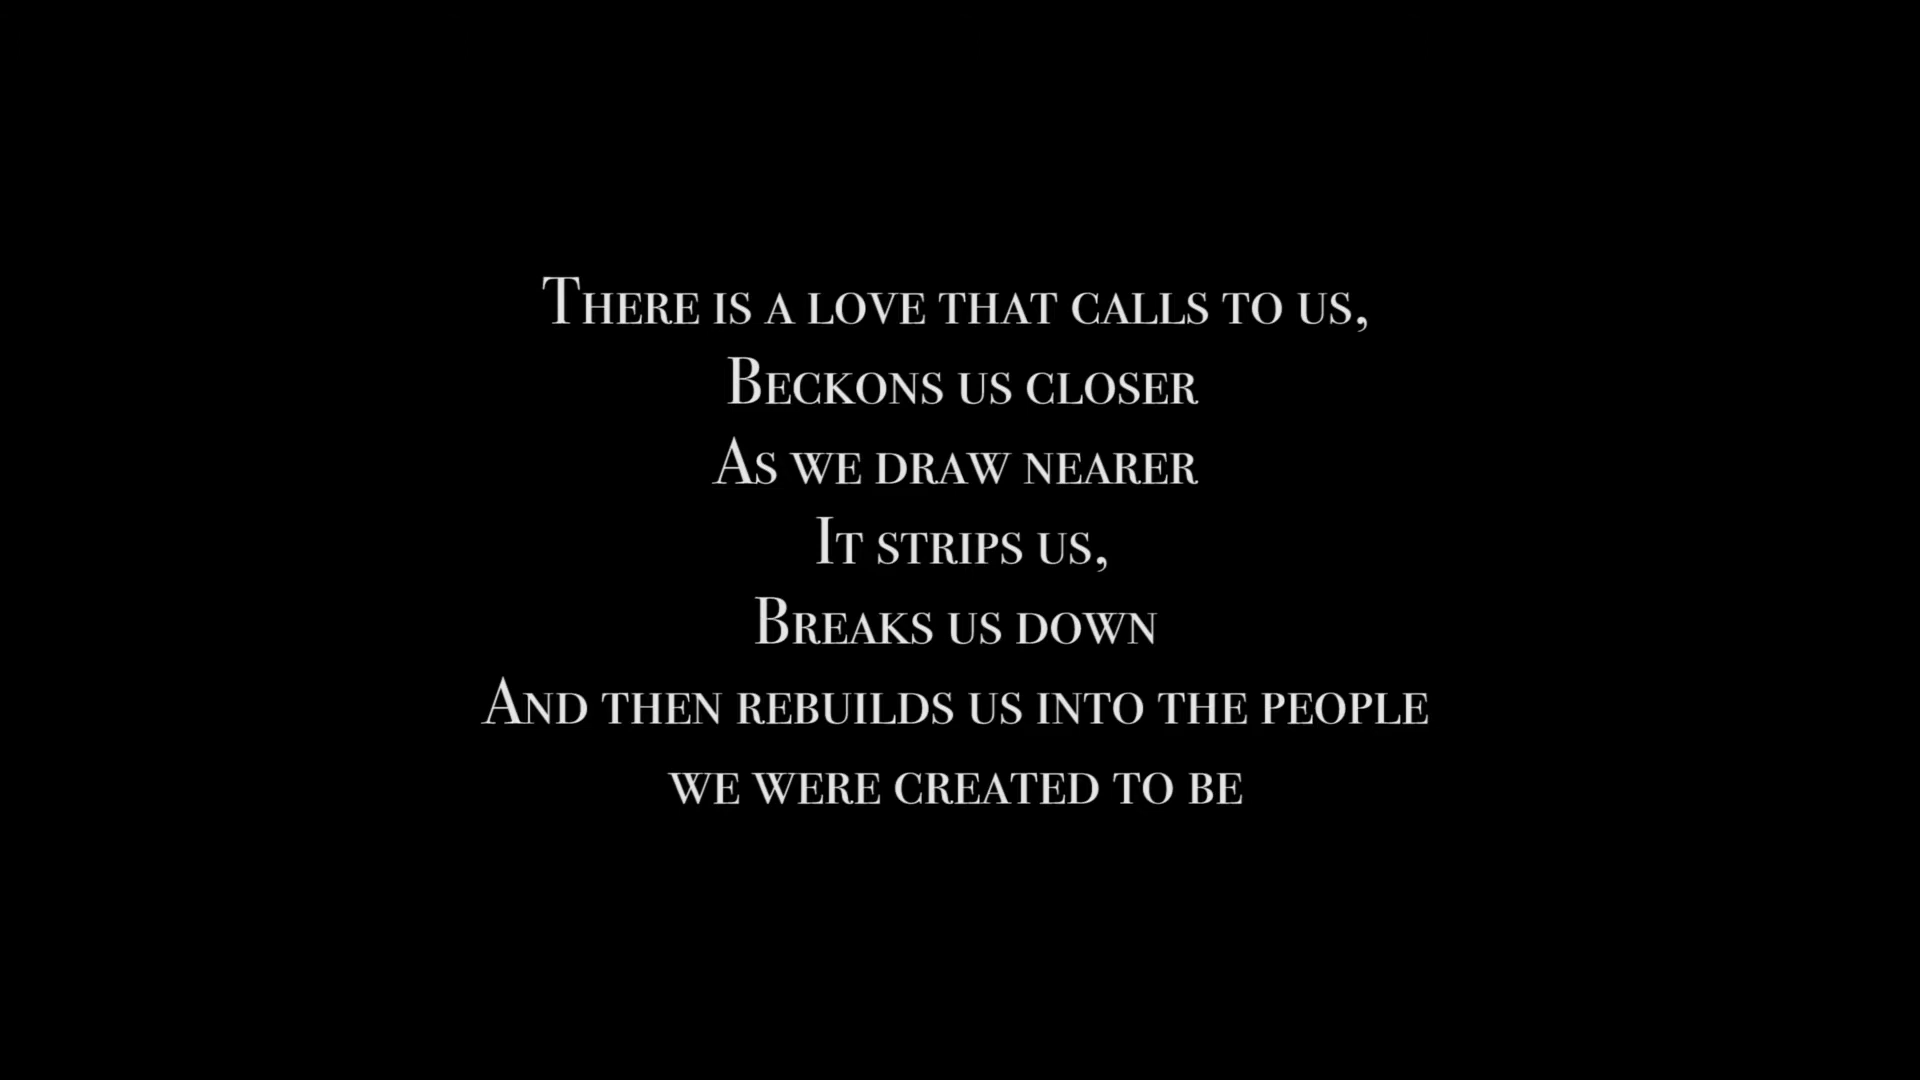 There is a love that calls to us,
Beckons us closer
As we draw nearer
It strips us,
Breaks us down
And then rebuilds us into the people
we were created to be